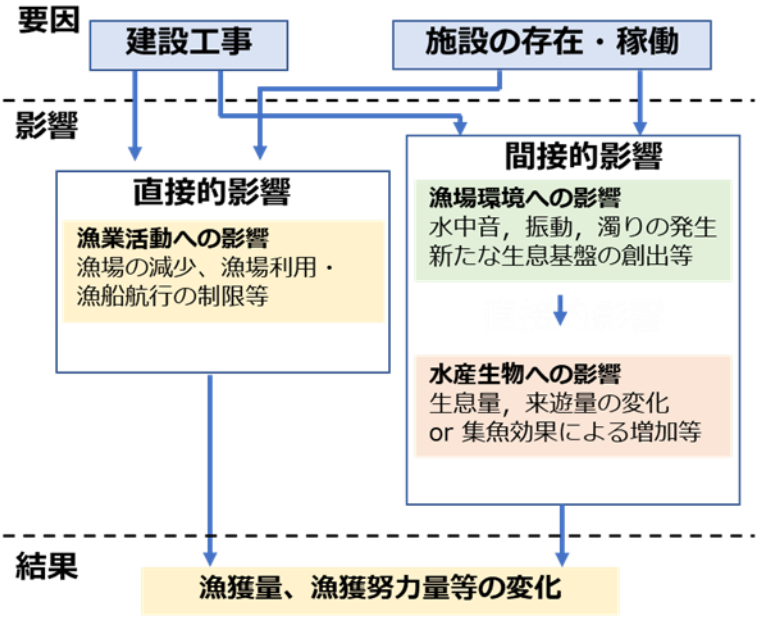 要因
建設工事
施設の存在・稼働
影響
直接的影響
漁業活動への影響
漁場の減少、漁場利用・
漁船航行の制限等
間接的影響
漁場環境への影響
水中音，振動，濁りの発生
新たな生息基盤の創出等
水産生物への影響
生息量，来遊量の変化
or 集魚効果による増加等
結果
漁獲量、漁獲努力量等の変化